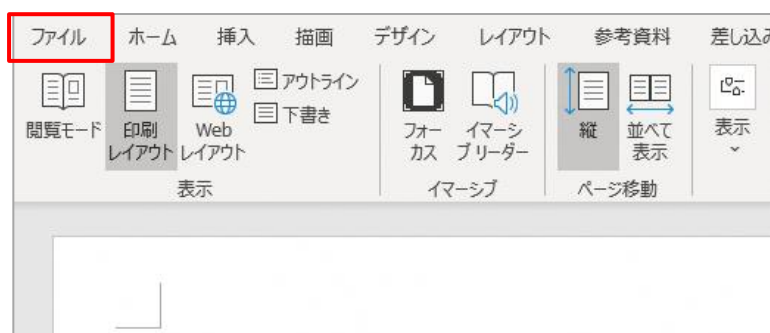 ファイル ホーム 挿入 描画 デザイン レイアウト 参考資料 差し込み
閲覧モード
印刷
レイアウト
Web
レイアウト
アウトライン
下書き
表示
フォー
カス
イマーシ
ブ リーダー
イマーシブ
縦
並べて
表示
ページ移動
表示